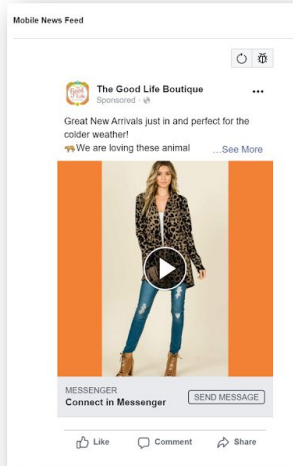 Mobile News Feed
The Good Life Boutique
Sponsored ·
Great New Arrivals just in and perfect for the
colder weather!
🐆We are loving these animal ...See More
MESSENGER
Connect in Messenger
SEND MESSAGE
Like Comment Share